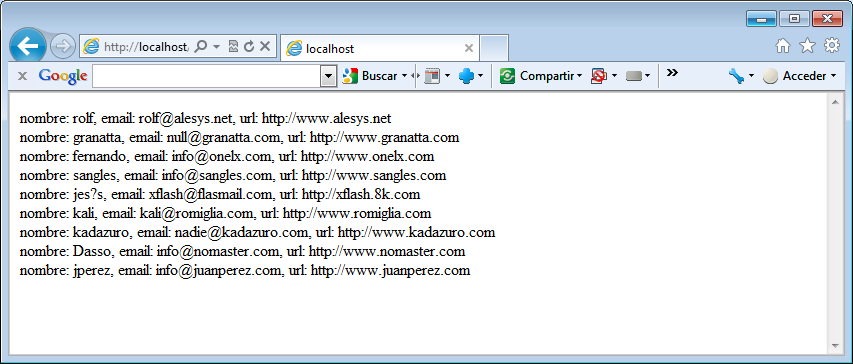 http://localhost/
localhost
x Google Buscar Compartir » Acceder
nombre: rolf, email: rolf@alesys.net, url: http://www.alesys.net
nombre: granatta, email: null@granatta.com, url: http://www.granatta.com
nombre: fernando, email: info@onelx.com, url: http://www.onelx.com
nombre: sangles, email: info@sangles.com, url: http://www.sangles.com
nombre: jes?s, email: xflash@flasmail.com, url: http://xflash.8k.com
nombre: kali, email: kali@romiglia.com, url: http://www.romiglia.com
nombre: kadazuro, email: nadie@kadazuro.com, url: http://www.kadazuro.com
nombre: Dasso, email: info@nomaster.com, url: http://www.nomaster.com
nombre: jperez, email: info@juanperez.com, url: http://www.juanperez.com